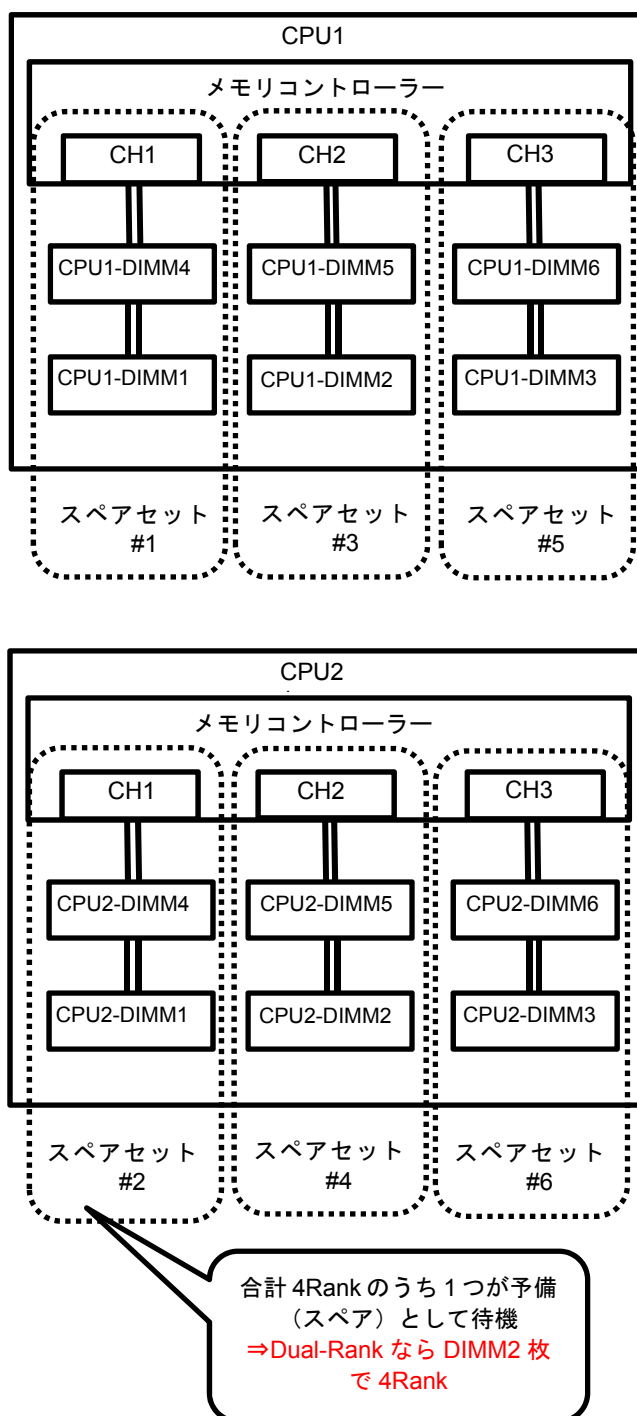 CPU1
メモリコントローラー
CH1
CH2
CH3
CPU1-DIMM4
CPU1-DIMM5
CPU1-DIMM6
CPU1-DIMM1
CPU1-DIMM2
CPU1-DIMM3
スペアセット
#1
スペアセット
#3
スペアセット
#5
CPU2
メモリコントローラー
CH1
CH2
CH3
CPU2-DIMM4
CPU2-DIMM5
CPU2-DIMM6
CPU2-DIMM1
CPU2-DIMM2
CPU2-DIMM3
スペアセット
#2
スペアセット
#4
スペアセット
#6
合計 4Rank のうち 1 つが予備
(スペア)として待機
⇒Dual-Rank なら DIMM2 枚
で 4Rank